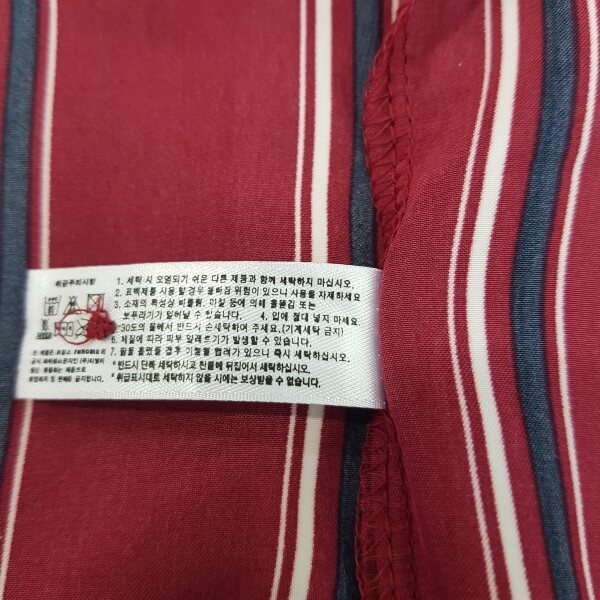 취급주의사항
1. 세탁 시 오염되기 쉬운 다른 제품과 함께 세탁하지 마십시오.
2. 표백제를 사용 할경우 물빠짐 위험이 있으니 사용을 자제하세요
3. 소재의 특성상 비틀림, 마찰 등에 의해 올뽑김 또는
보푸라기가 일어날 수 있습니다. 4. 입에 절대 넣지 마세요
30도의 물에서 반드시 손세탁하여 주세요.(기계세탁 금지)
6. 체질에 따라 피부 알레르기가 발생할 수 있습니다.
7. 땀을 흘렸을 경우 이염될 염려가 있으니 즉시 세탁하십시오.
*반드시 단독 세탁하시고 찬물에 뒤집어서 세탁하십시오.
* 취급표시대로 세탁하지 않을 시에는 보상받을 수 없습니다.
renoma